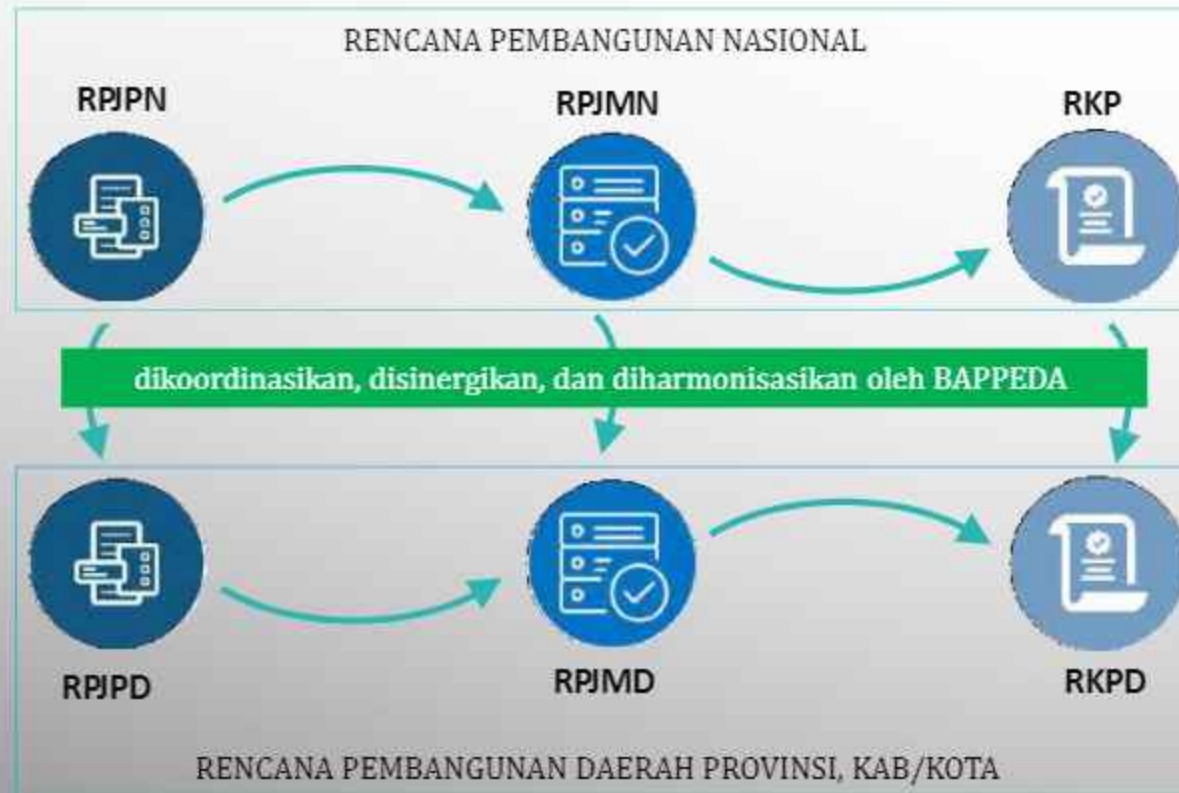 RENCANA PEMBANGUNAN NASIONAL
RPJPN
RPJMN
RKP
dikoordinasikan, disinergikan, dan diharmonisasikan oleh BAPPEDA
RPJPD
RPJMD
RKPD
RENCANA PEMBANGUNAN DAERAH PROVINSI, KAB/KOTA